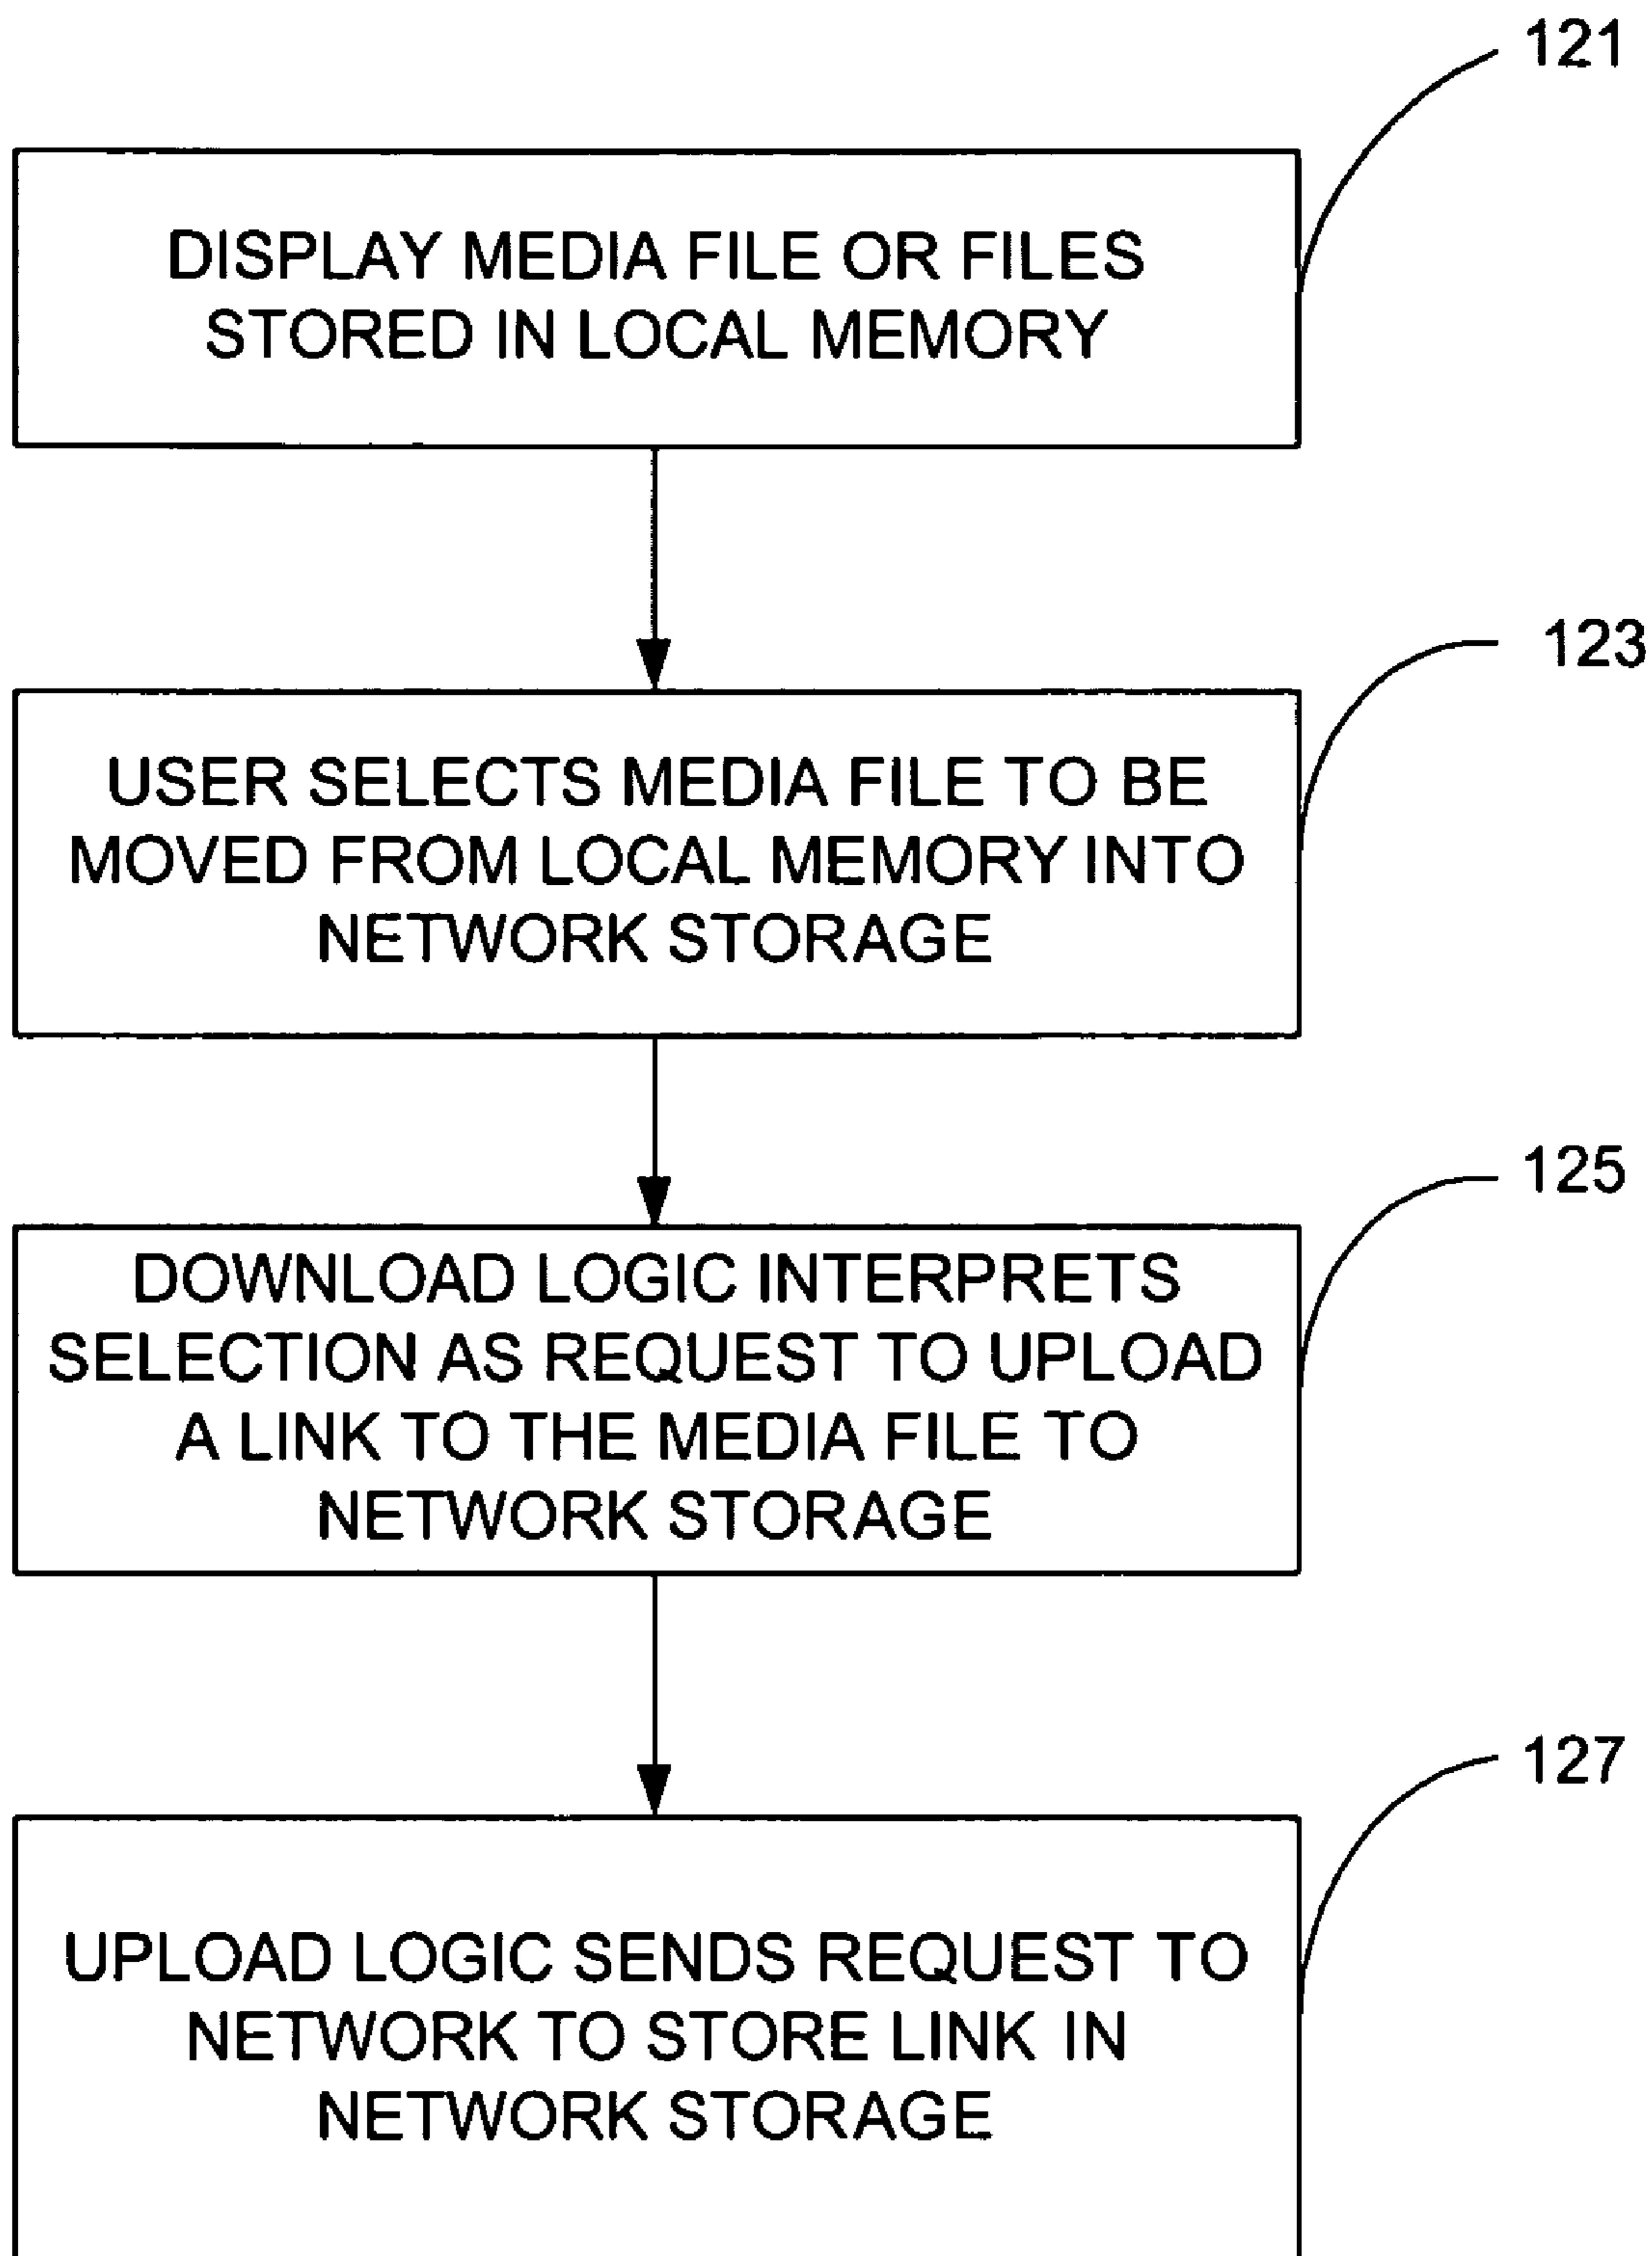 121
DISPLAY MEDIA FILE OR FILES
STORED IN LOCAL MEMORY
123
USER SELECTS MEDIA FILE TO BE
MOVED FROM LOCAL MEMORY INTO
NETWORK STORAGE
125
DOWNLOAD LOGIC INTERPRETS
SELECTION AS REQUEST TO UPLOAD
A LINK TO THE MEDIA FILE TO
NETWORK STORAGE
127
UPLOAD LOGIC SENDS REQUEST TO
NETWORK TO STORE LINK IN
NETWORK STORAGE